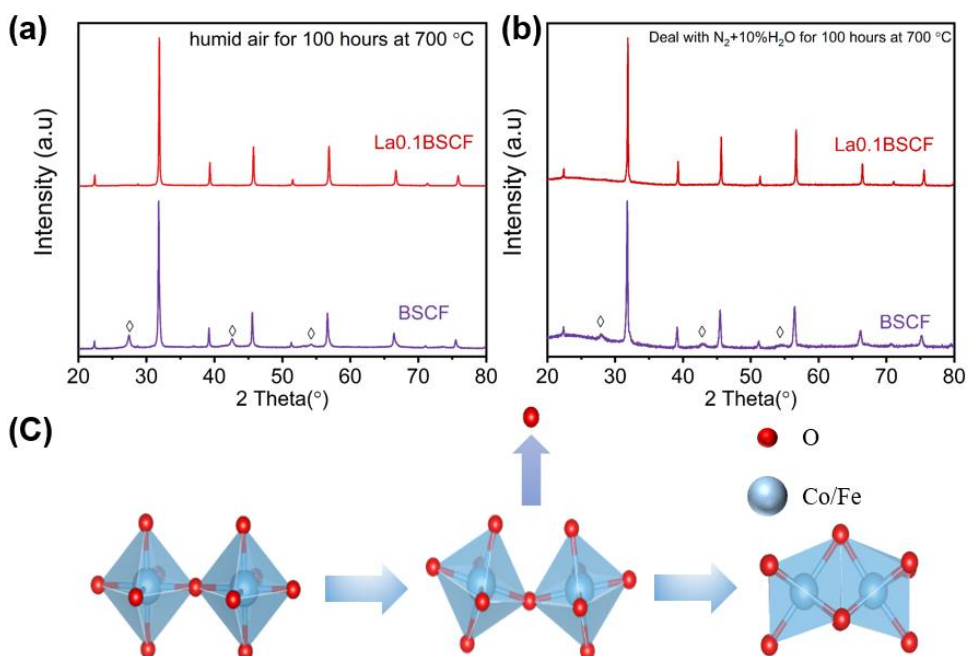 (a)
humid air for 100 hours at 700 °C
La0.1BSCF
BSCF
Intensity (a.u)
20 30 40 50 60 70 80
2 Theta(°)
(b)
Deal with N₂+10%H₂O for 100 hours at 700 °C
La0.1BSCF
BSCF
Intensity (a.u)
20 30 40 50 60 70 80
2 Theta(°)
(C)
O
Co/Fe